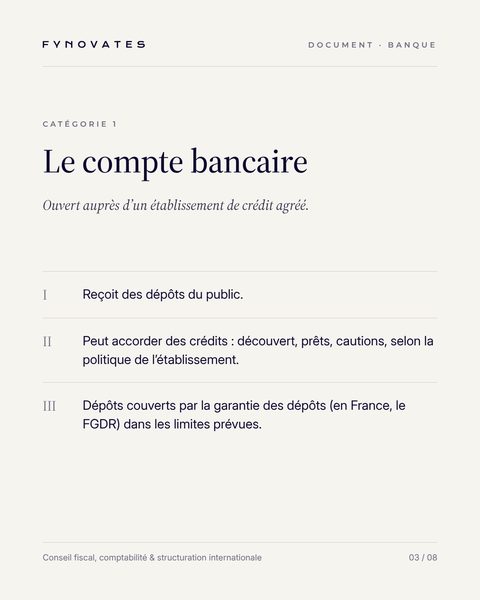 FYNOVATES
DOCUMENT · BANQUE
CATÉGORIE 1
Le compte bancaire
Ouvert auprès d’un établissement de crédit agréé.
I Reçoit des dépôts du public.
II Peut accorder des crédits : découvert, prêts, cautions, selon la
politique de l’établissement.
III Dépôts couverts par la garantie des dépôts (en France, le
FGDR) dans les limites prévues.
Conseil fiscal, comptabilité & structuration internationale
03 / 08